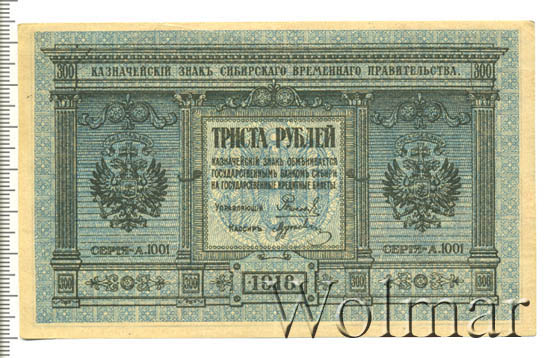 300 КАЗНАЧЕЙСКІЙ ЗНАКЪ СИБИРСКАГО ВРЕМЕННАГО ПРАВИТЕЛЬСТВА. 300
ТРИСТА РУБЛЕЙ
КАЗНАЧЕЙСКІЙ ЗНАКЪ ОБМѢНИВАЕТСЯ
ГОСУДАРСТВЕННЫМЪ БАНКОМЪ СИБИРИ
НА ГОСУДАРСТВЕННЫЕ КРЕДИТНЫЕ БИЛЕТЫ.
Управляющій
Кассиръ
СЕРІЯ-А.1001 СЕРІЯ-А.1001
300 300 1918 300 300
Wolmar